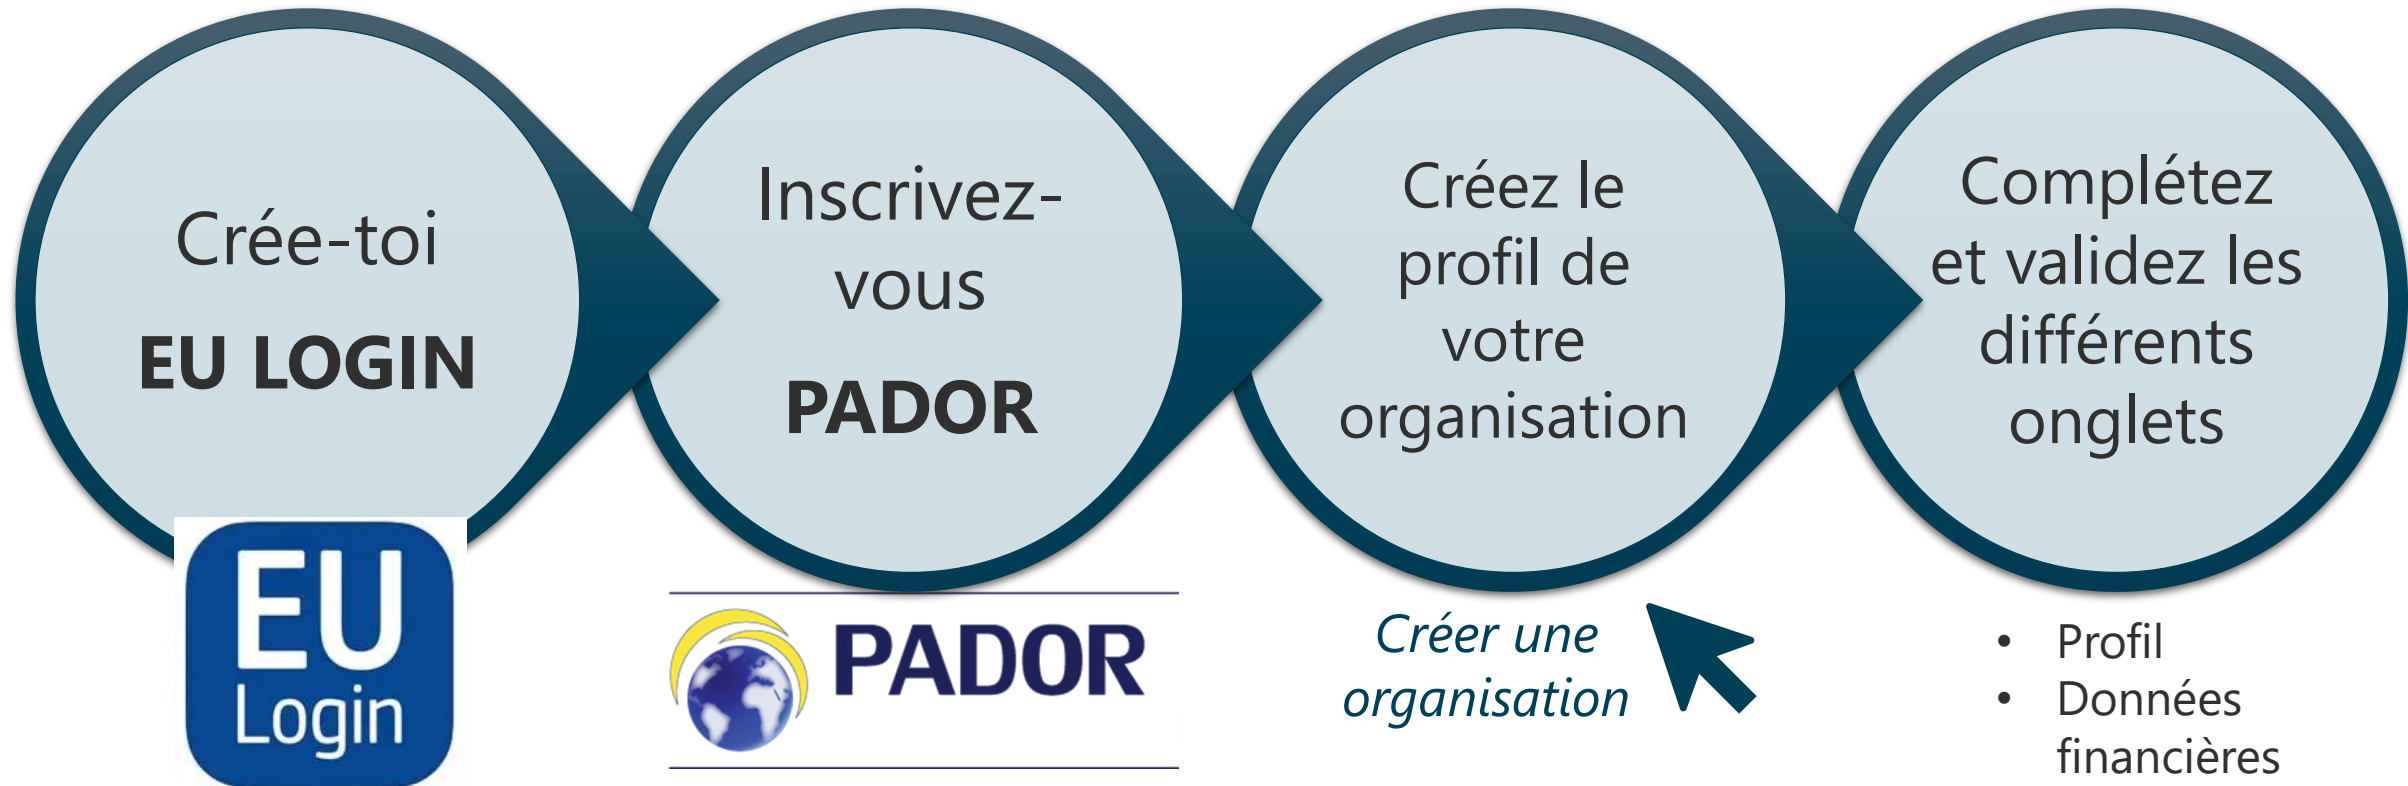 Crée-toi
EU LOGIN
EU
Login
Inscrivez-
vous
PADOR
PADOR
Créez le
profil de
votre
organisation
Créer une
organisation
Complétez
et validez les
différents
onglets
• Profil
• Données
financières